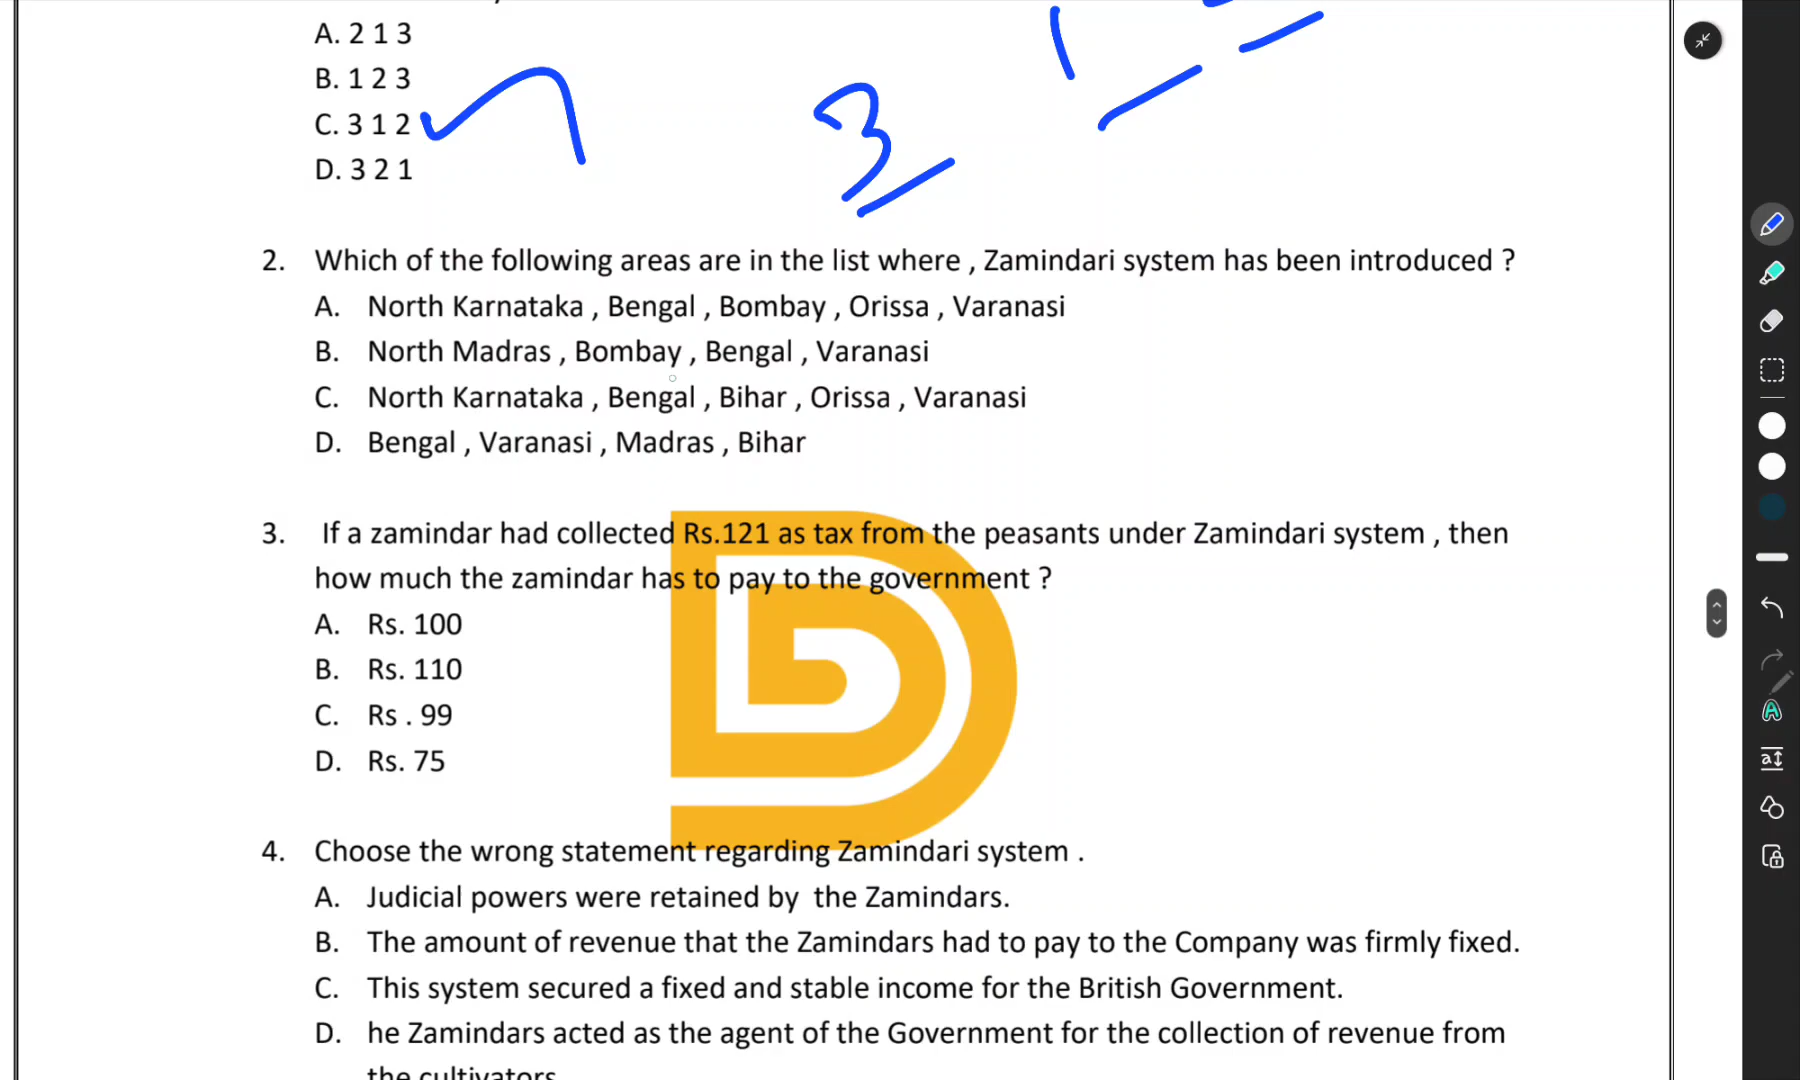 A. 2 1 3
B. 1 2 3
C. 3 1 2
D. 3 2 1
3
2. Which of the following areas are in the list where , Zamindari system has been introduced ?
A. North Karnataka , Bengal , Bombay , Orissa , Varanasi
B. North Madras , Bombay , Bengal , Varanasi
C. North Karnataka , Bengal , Bihar , Orissa , Varanasi
D. Bengal , Varanasi , Madras , Bihar
3. If a zamindar had collected Rs.121 as tax from the peasants under Zamindari system , then
how much the zamindar has to pay to the government ?
A. Rs. 100
B. Rs. 110
C. Rs . 99
D. Rs. 75
4. Choose the wrong statement regarding Zamindari system .
A. Judicial powers were retained by the Zamindars.
B. The amount of revenue that the Zamindars had to pay to the Company was firmly fixed.
C. This system secured a fixed and stable income for the British Government.
D. he Zamindars acted as the agent of the Government for the collection of revenue from
the cultivators